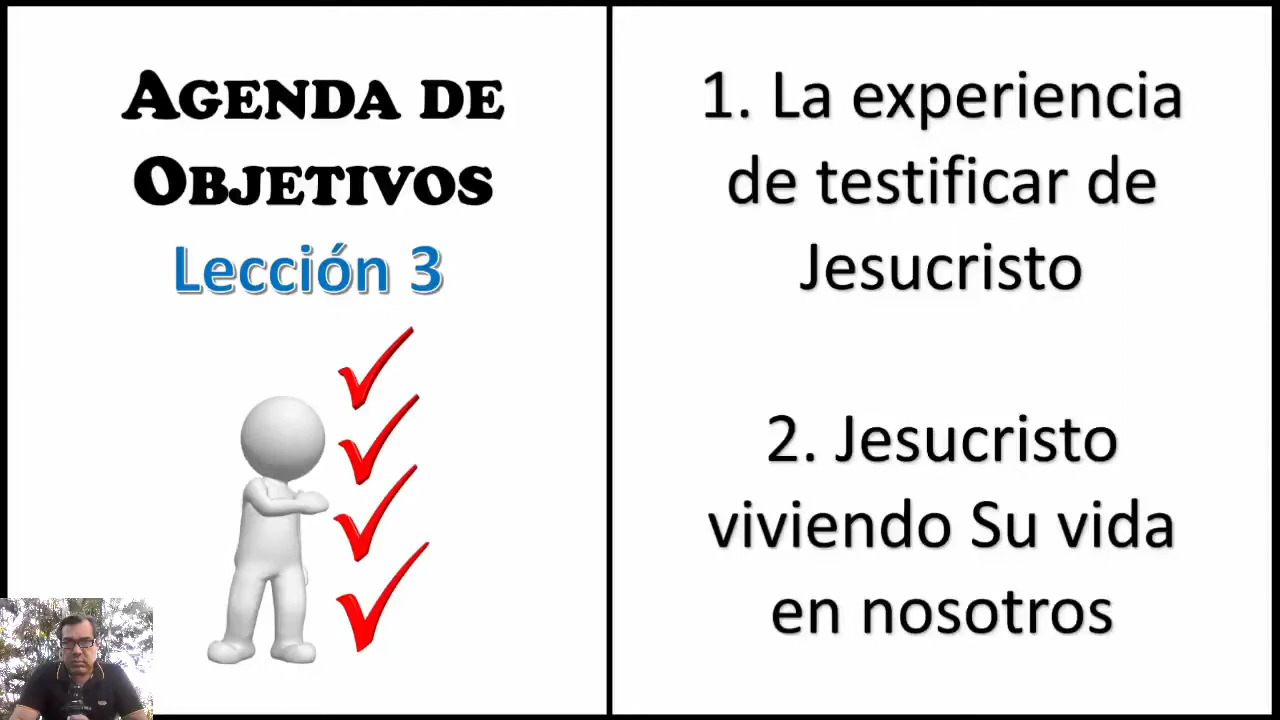 AGENDA DE
OBJETIVOS
Lección 3
1. La experiencia
de testificar de
Jesucristo
2. Jesucristo
viviendo Su vida
en nosotros